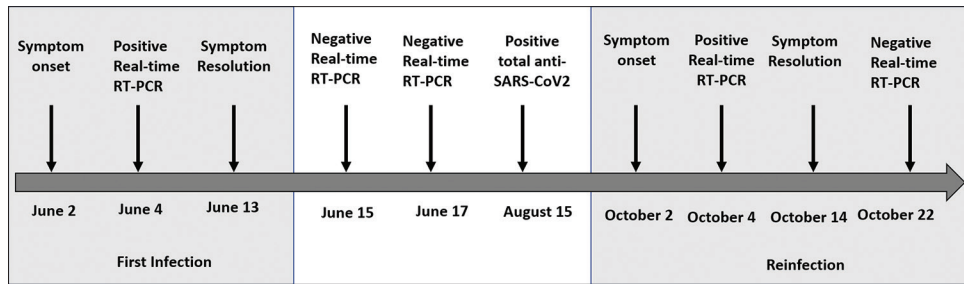 Symptom
onset
Positive
Real-time
RT-PCR
Symptom
Resolution
Negative
Real-time
RT-PCR
Negative
Real-time
RT-PCR
Positive
total anti-
SARS-CoV2
Symptom
onset
Positive
Real-time
RT-PCR
Symptom
Resolution
Negative
Real-time
RT-PCR
June 2
June 4
June 13
June 15
June 17
August 15
October 2
October 4
October 14
October 22
First Infection
Reinfection